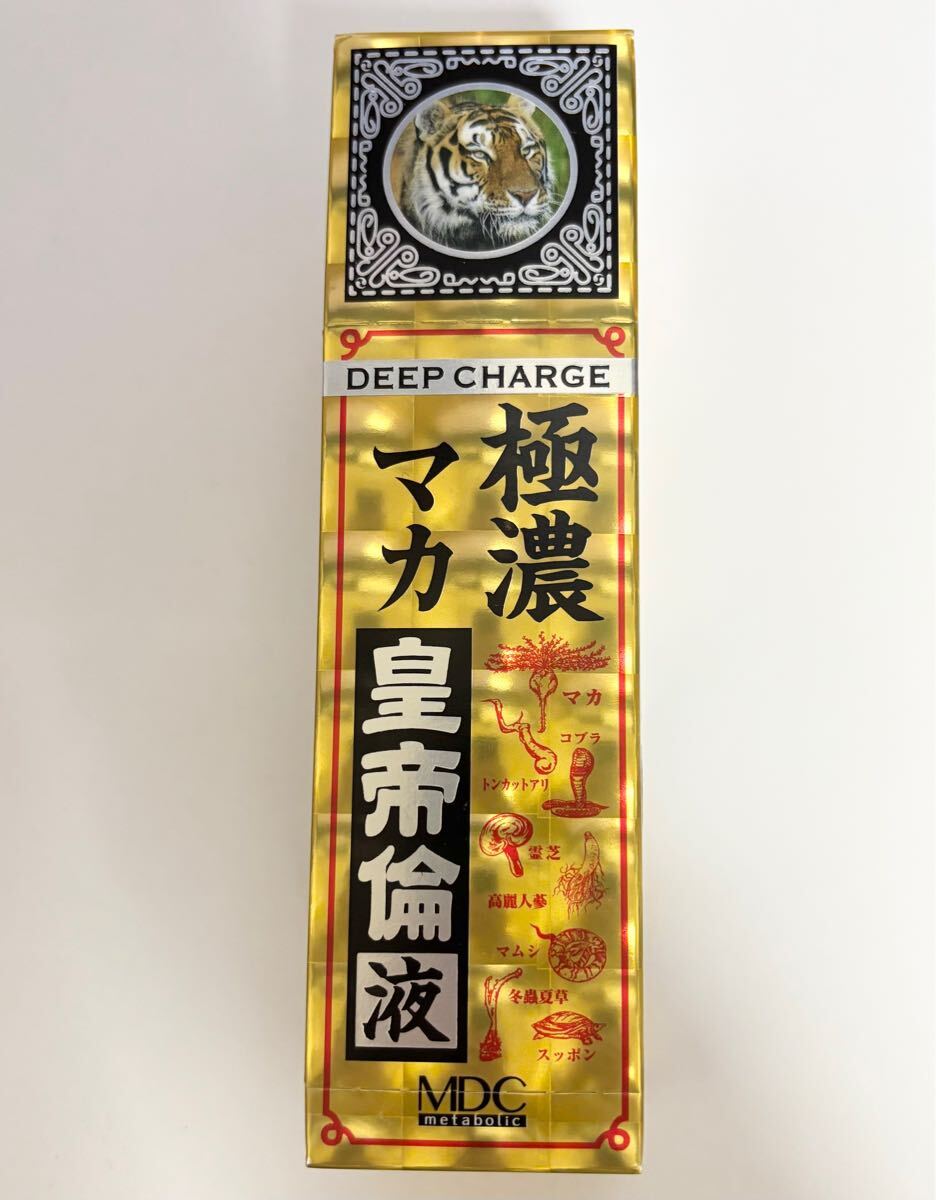 DEEP CHARGE
極濃
マカ
皇帝倫液
マカ
コブラ
トンカットアリ
霊芝
高麗人蔘
マムシ
冬蟲夏草
スッポン
MDC
metabolic